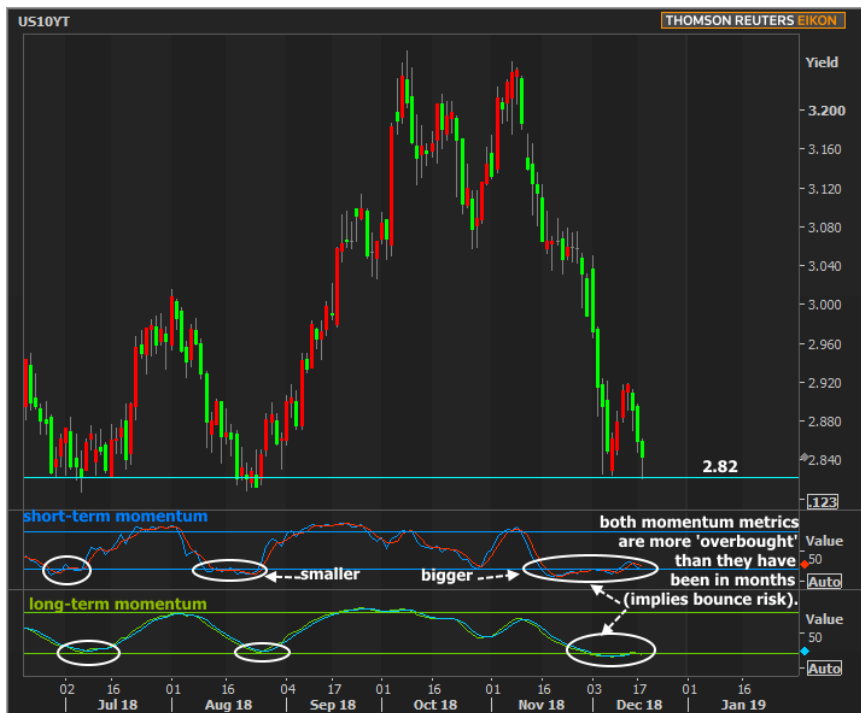 US10YT
THOMSON REUTERS EIKON
Yield
3.200
3.160
3.120
3.080
3.040
3.000
2.960
2.920
2.880
2.840
2.82
.123
short-term momentum
both momentum metrics
are more 'overbought'
than they have
been in months
(implies bounce risk).
smaller
bigger
Value
50
Auto
long-term momentum
Value
50
Auto
02 16 01 16 04 17 01 16 01 16 03 17 01 16
Jul 18 Aug 18 Sep 18 Oct 18 Nov 18 Dec 18 Jan 19